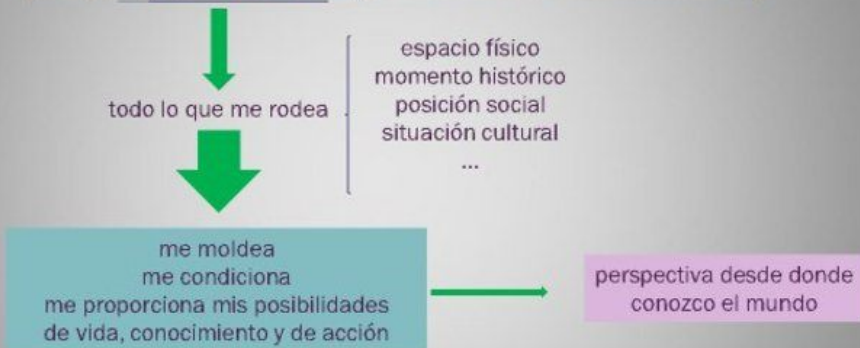 espacio físico
momento histórico
todo lo que me rodea
posición social
situación cultural
...
me moldea
me condiciona
me proporciona mis posibilidades
de vida, conocimiento y de acción
perspectiva desde donde
conozco el mundo